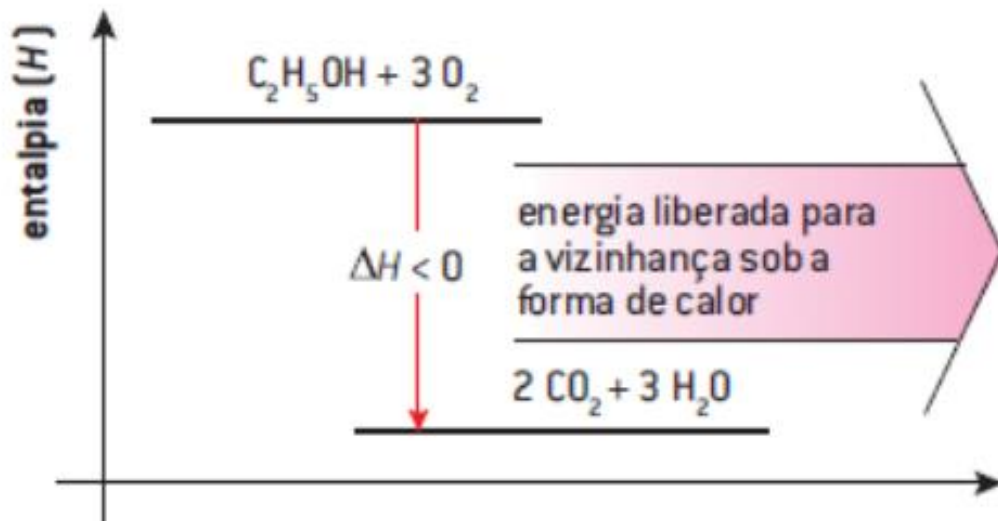 entalpia (H)
C₂H₅OH + 3 O₂
energia liberada para
a vizinhança sob a
forma de calor
ΔH < 0
2 CO₂ + 3 H₂O